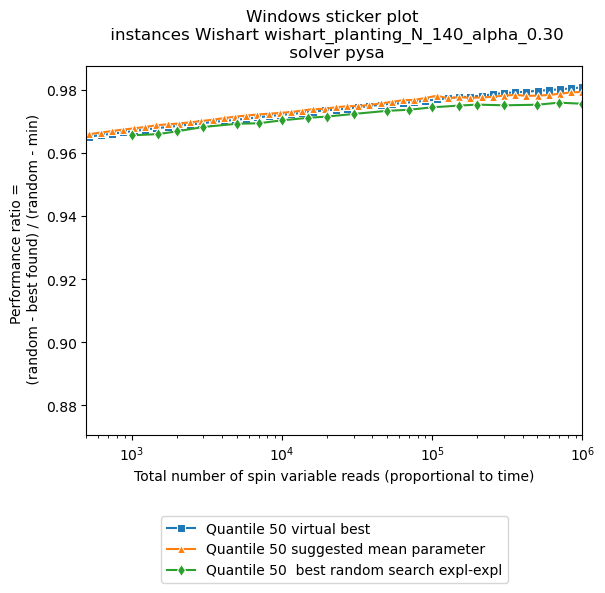 Windows sticker plot
instances Wishart wishart_planting_N_140_alpha_0.30
solver pysa
Performance ratio =
(random - best found) / (random - min)
0.98
0.96
0.94
0.92
0.90
0.88
10³
10⁴
10⁵
10⁶
Total number of spin variable reads (proportional to time)
Quantile 50 virtual best
Quantile 50 suggested mean parameter
Quantile 50  best random search expl-expl